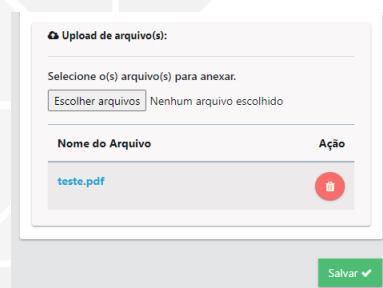 Upload de arquivo(s):
Selecione o(s) arquivo(s) para anexar.
Escolher arquivos Nenhum arquivo escolhido
Nome do Arquivo Ação
teste.pdf
Salvar